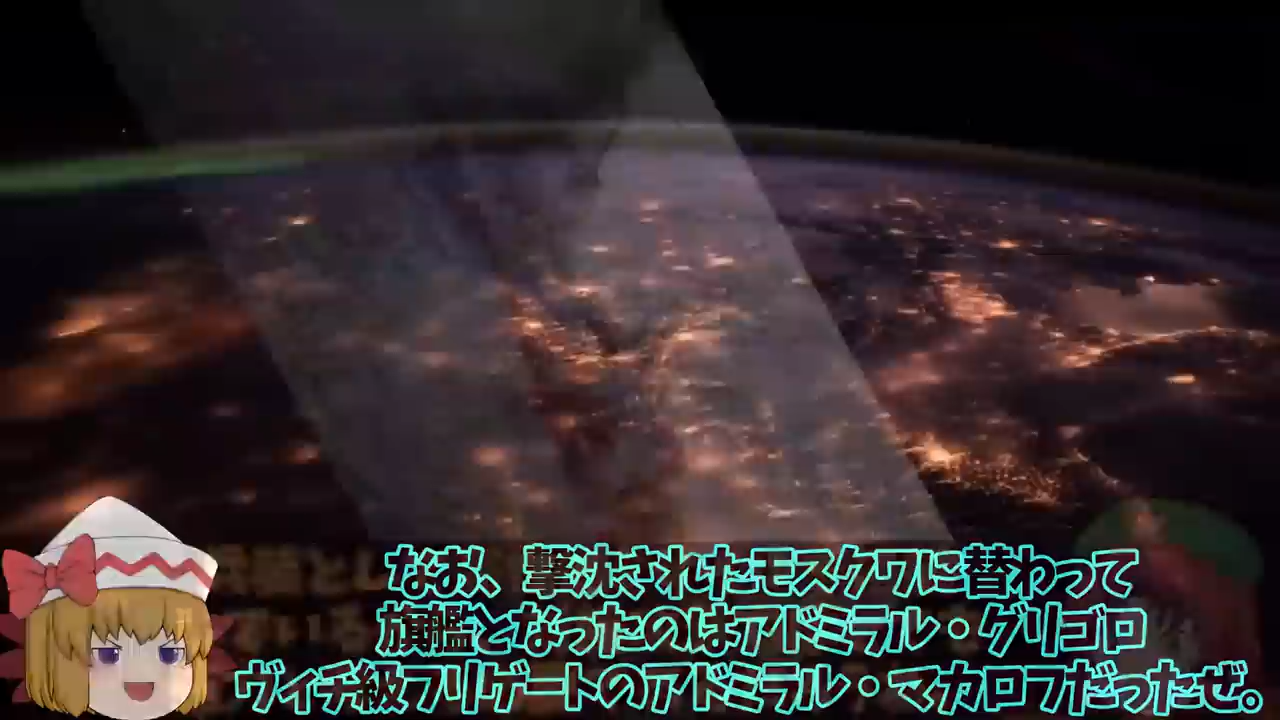 なお、撃沈されたモスクワに替わって
旗艦となったのはアドミラル・グリゴロ
ヴィチ級フリゲートのアドミラル・マカロフだったぜ。